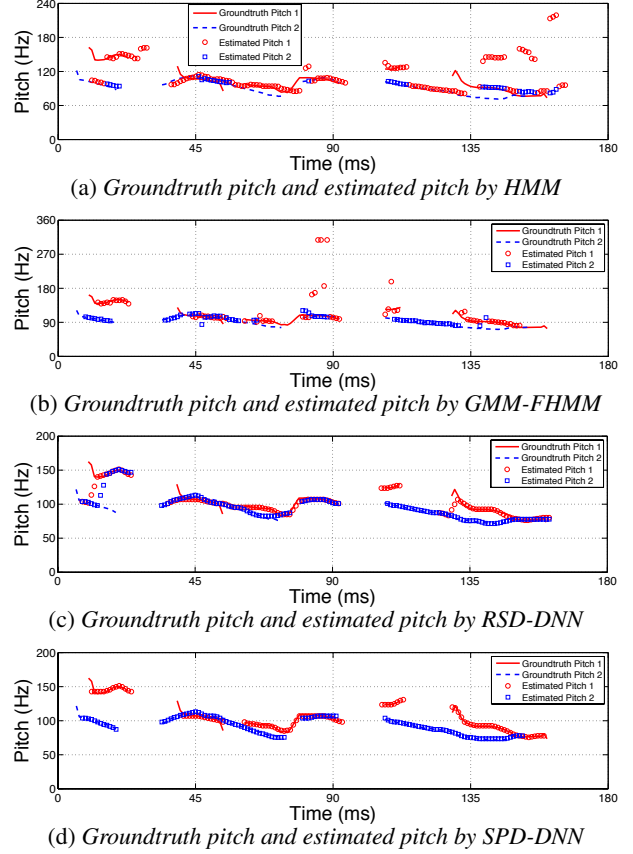 Groundtruth Pitch 1
Groundtruth Pitch 2
Estimated Pitch 1
Estimated Pitch 2
240
180
120
60
0
Pitch (Hz)
0 45 90 135 180
Time (ms)
(a) Groundtruth pitch and estimated pitch by HMM
360
270
180
90
0
Pitch (Hz)
Groundtruth Pitch 1
Groundtruth Pitch 2
Estimated Pitch 1
Estimated Pitch 2
0 45 90 135 180
Time (ms)
(b) Groundtruth pitch and estimated pitch by GMM-FHMM
200
150
100
50
0
Pitch (Hz)
Groundtruth Pitch 1
Groundtruth Pitch 2
Estimated Pitch 1
Estimated Pitch 2
0 45 90 135 180
Time (ms)
(c) Groundtruth pitch and estimated pitch by RSD-DNN
200
150
100
50
0
Pitch (Hz)
Groundtruth Pitch 1
Groundtruth Pitch 2
Estimated Pitch 1
Estimated Pitch 2
0 45 90 135 180
Time (ms)
(d) Groundtruth pitch and estimated pitch by SPD-DNN